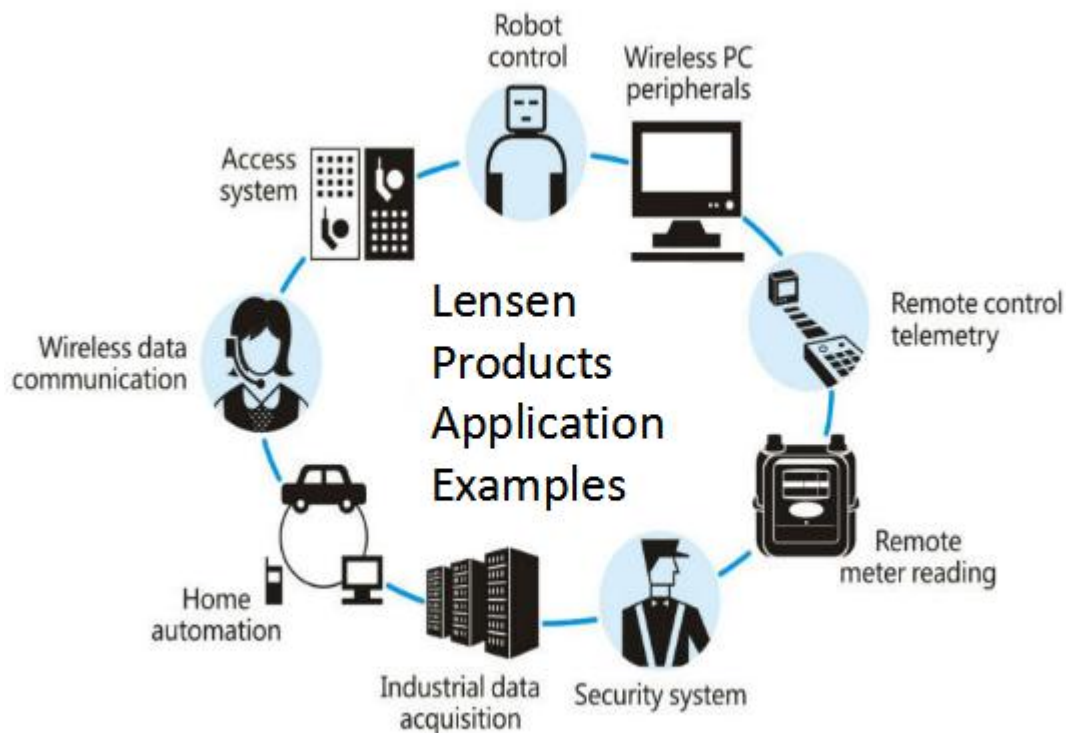 Robot
control
Wireless PC
peripherals
Access
system
Remote control
telemetry
Lensen
Products
Application
Examples
Wireless data
communication
Remote
meter reading
Home
automation
Industrial data
acquisition
Security system